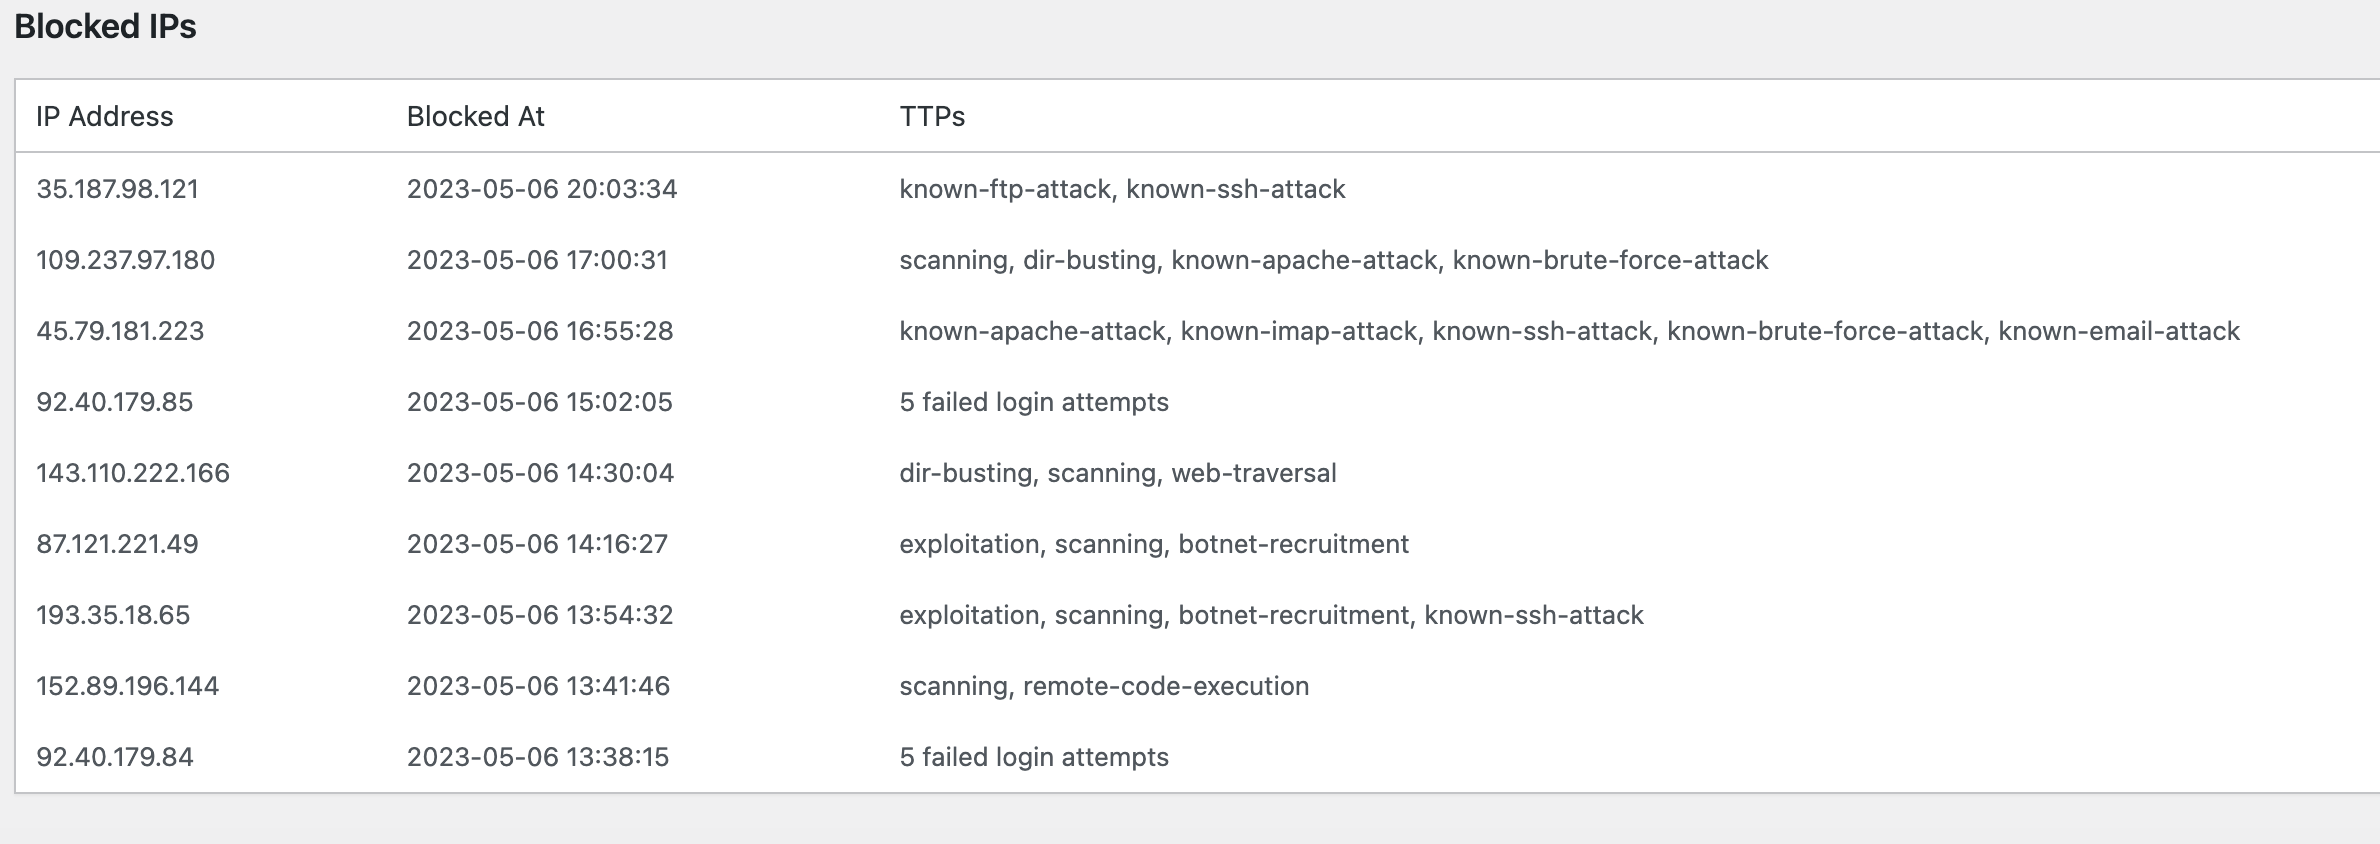 Blocked IPs
IP Address Blocked At TTPs
35.187.98.121 2023-05-06 20:03:34 known-ftp-attack, known-ssh-attack
109.237.97.180 2023-05-06 17:00:31 scanning, dir-busting, known-apache-attack, known-brute-force-attack
45.79.181.223 2023-05-06 16:55:28 known-apache-attack, known-imap-attack, known-ssh-attack, known-brute-force-attack, known-email-attack
92.40.179.85 2023-05-06 15:02:05 5 failed login attempts
143.110.222.166 2023-05-06 14:30:04 dir-busting, scanning, web-traversal
87.121.221.49 2023-05-06 14:16:27 exploitation, scanning, botnet-recruitment
193.35.18.65 2023-05-06 13:54:32 exploitation, scanning, botnet-recruitment, known-ssh-attack
152.89.196.144 2023-05-06 13:41:46 scanning, remote-code-execution
92.40.179.84 2023-05-06 13:38:15 5 failed login attempts